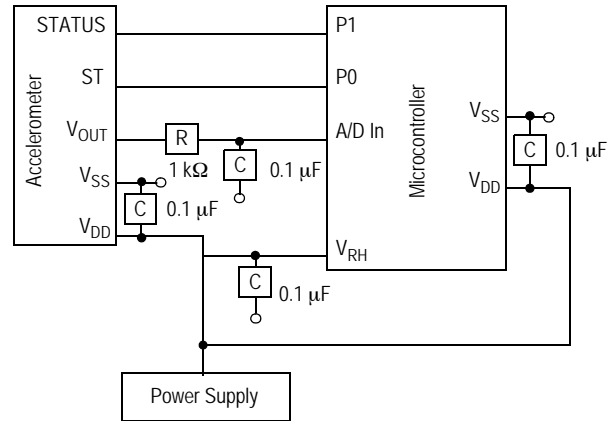 STATUS
ST
V_OUT
V_SS
V_DD
Accelerometer
R
1 kΩ
C
0.1 µF
C
0.1 µF
C
0.1 µF
P1
P0
A/D In
V_RH
Microcontroller
V_SS
V_DD
C
0.1 µF
Power Supply